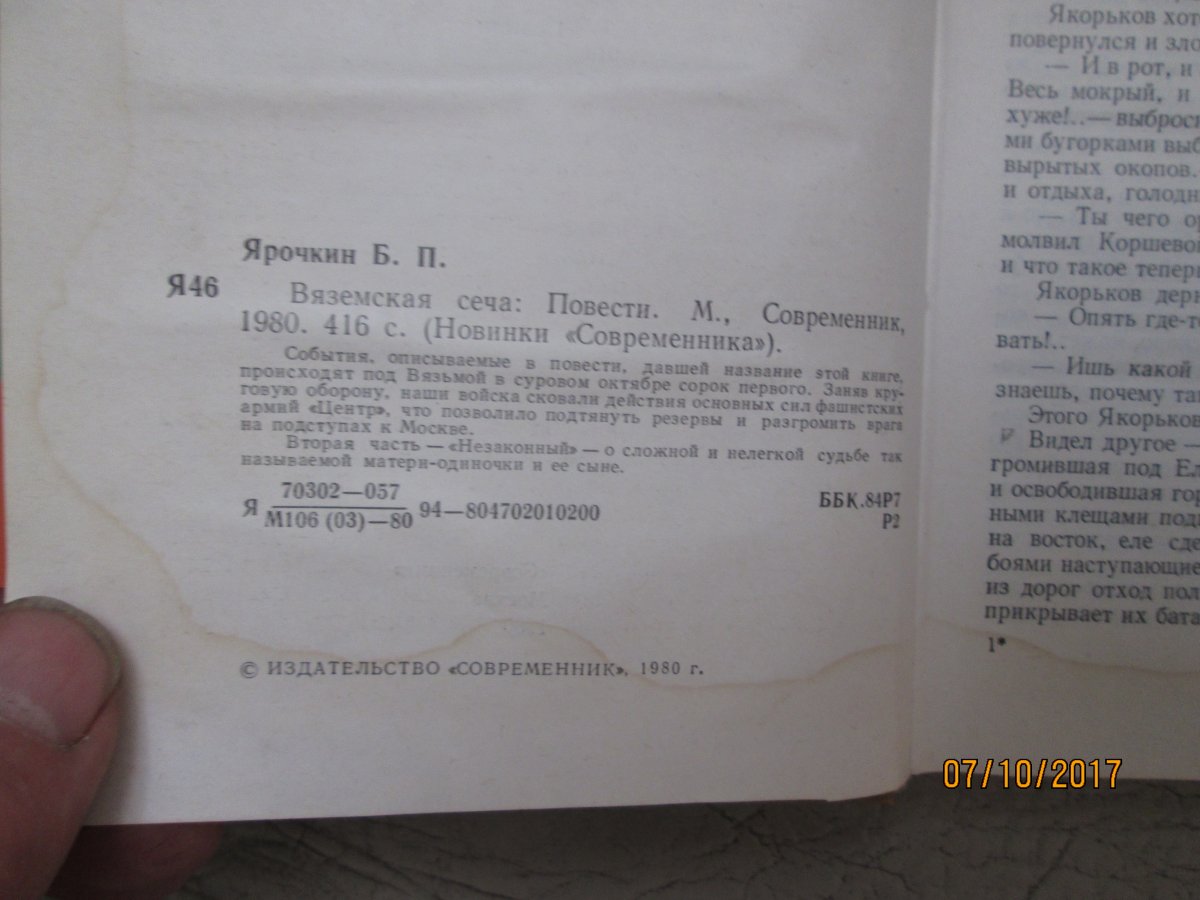 Ярочкин Б. П.
Я46
Вяземская сеча: Повести. М., Современник,
1980. 416 с. (Новинки «Современника»).
События, описываемые в повести, давшей название этой книге,
происходят под Вязьмой в суровом октябре сорок первого. Заняв кру-
говую оборону, наши войска сковали действия основных сил фашистских
армий «Центр», что позволило подтянуть резервы и разгромить врага
на подступах к Москве.
Вторая часть — «Незаконный» — о сложной и нелегкой судьбе так
называемой матери-одиночки и ее сыне.
Я 70302—057
М106 (03)—80 94—804702010200
ББК.84Р7
Р2
© ИЗДАТЕЛЬСТВО «СОВРЕМЕННИК», 1980 г.
Якорьков хот
повернулся и зло
— И в рот, и
Весь мокрый, и
хуже!..— выброс
ми бугорками выб
вырытых окопов.
и отдыха, голодн
— Ты чего ор
молвил Коршево
и что такое тепер
Якорьков дер
— Опять где-т
вать!..
— Ишь какой
знаешь, почему та
Этого Якорьков
Видел другое —
громившая под Ел
и освободившая гор
ными клещами под
на восток, еле сде
боями наступающие
из дорог отход пол
прикрывает их бата
1*
07/10/2017